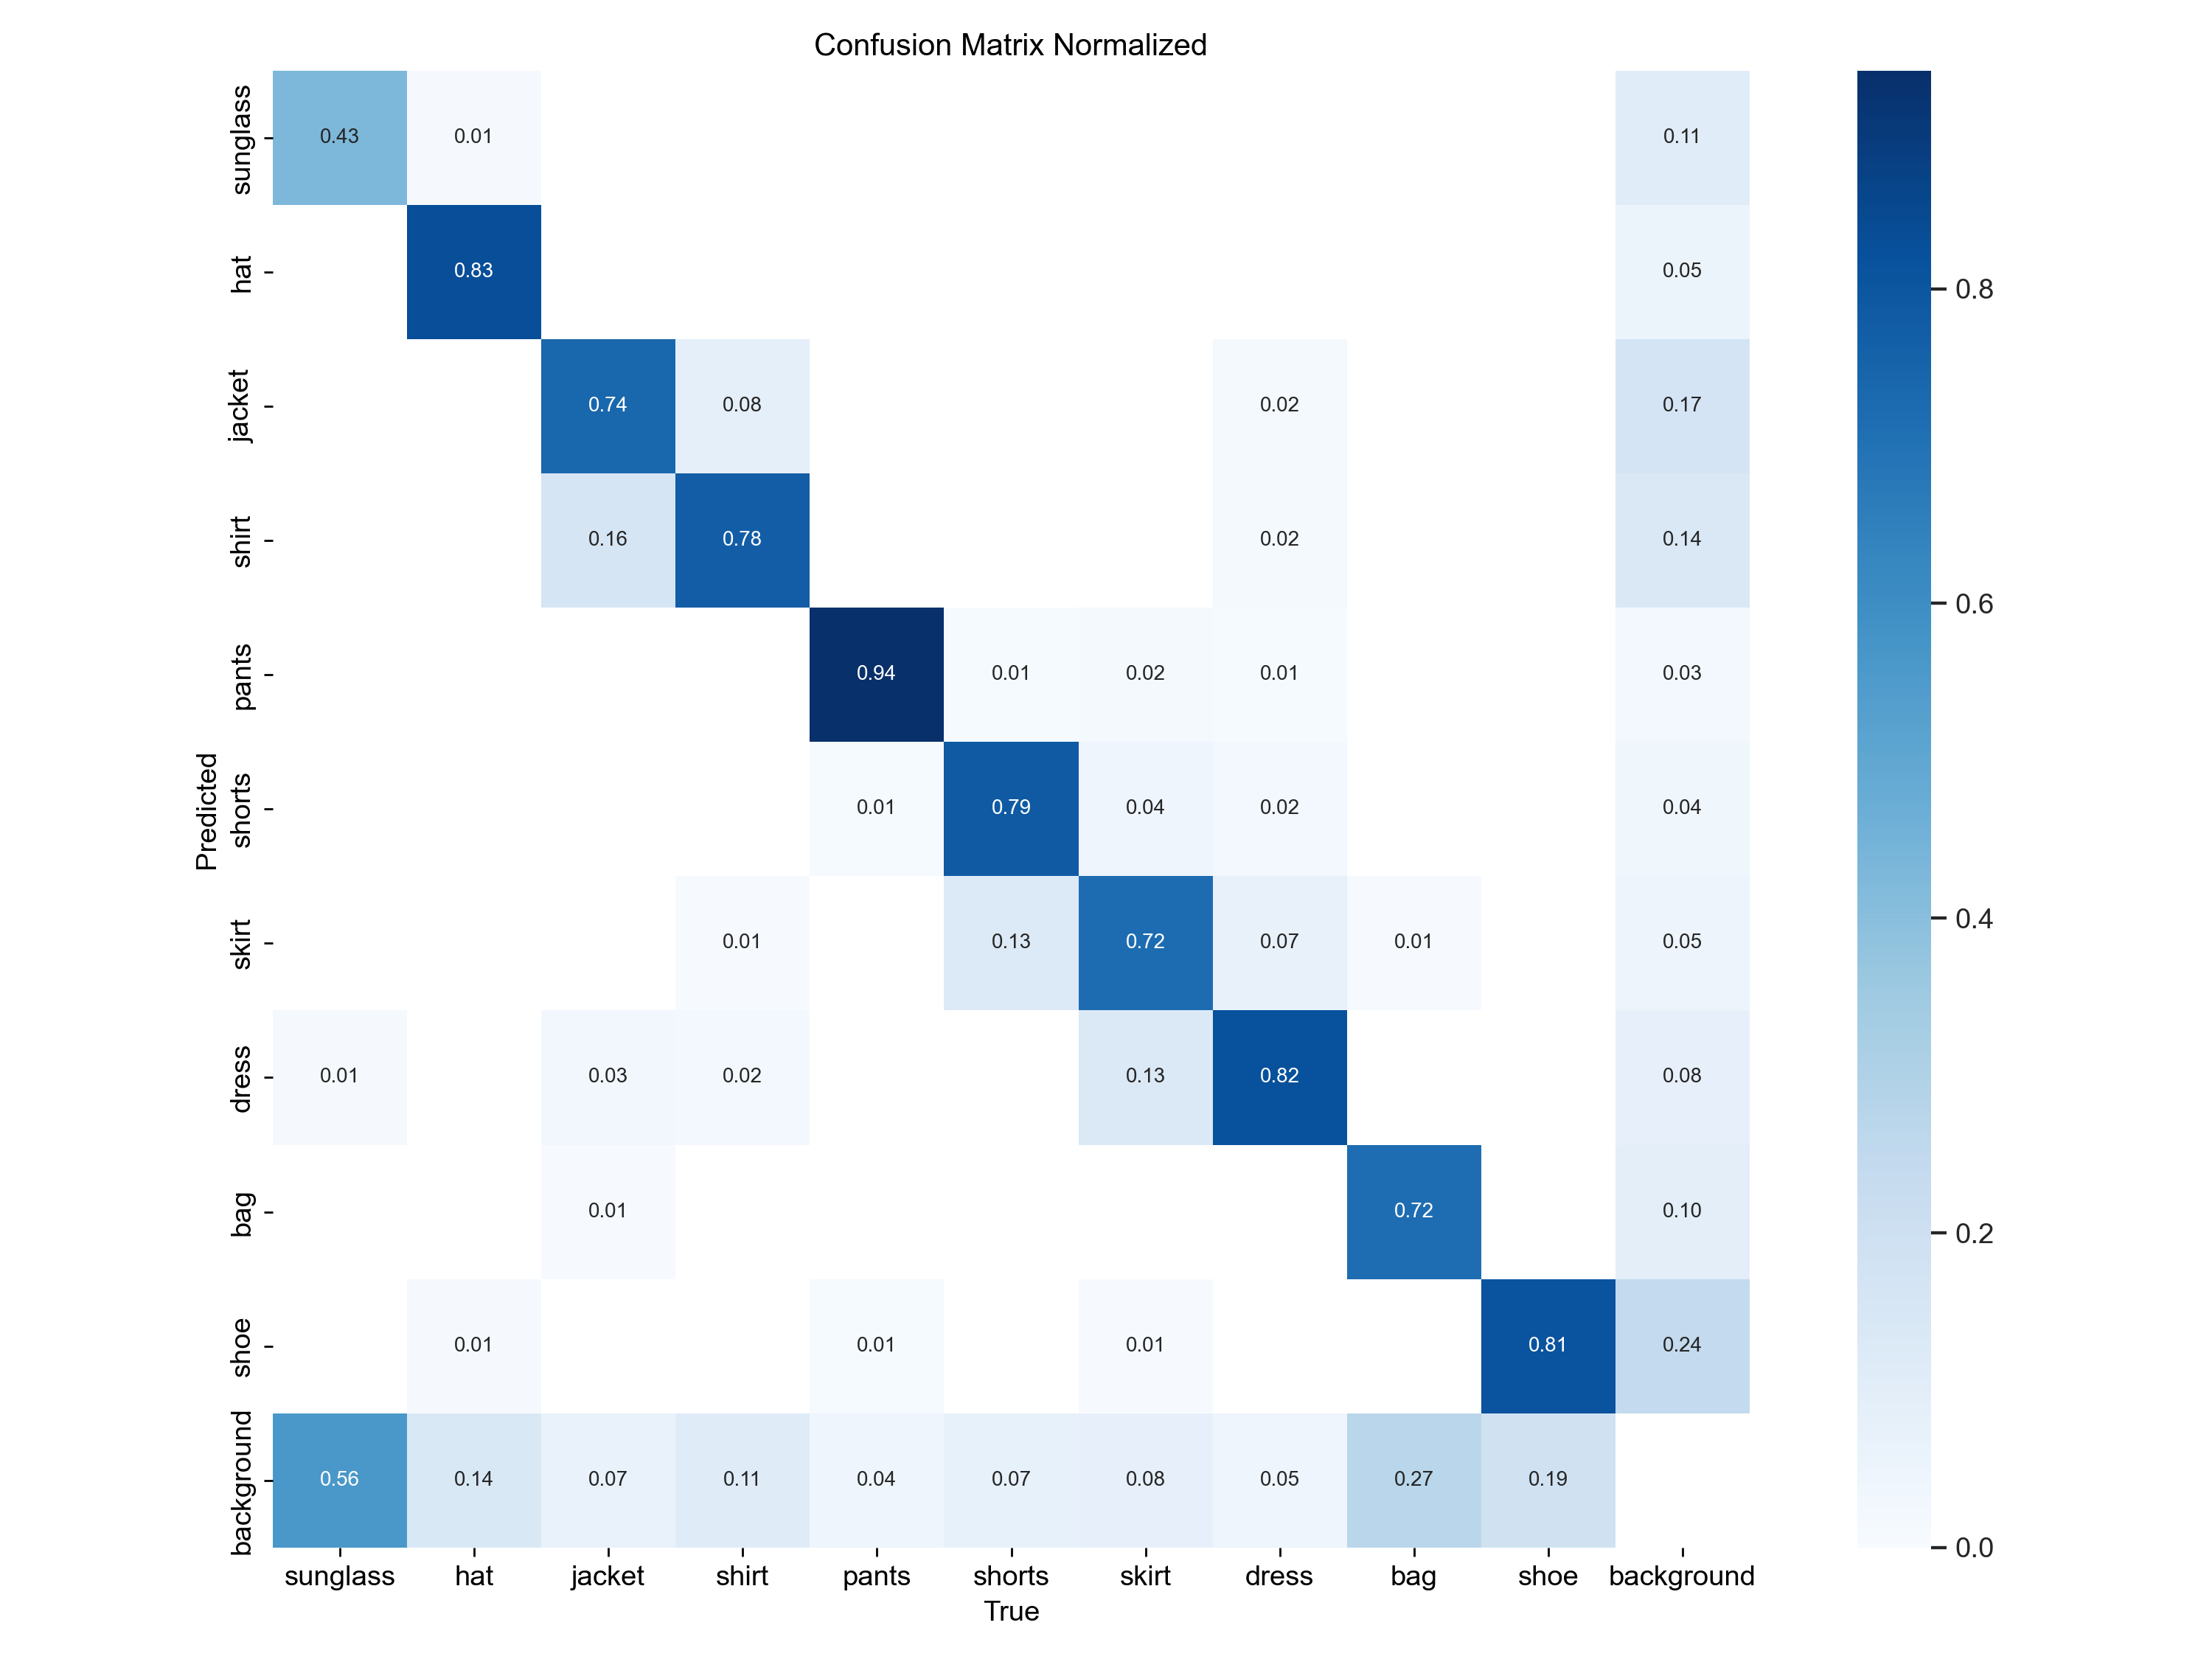 Confusion Matrix Normalized
Predicted
sunglass 0.43 0.01 0.11
hat 0.83 0.05
jacket 0.74 0.08 0.02 0.17
shirt 0.16 0.78 0.02 0.14
pants 0.94 0.01 0.02 0.01 0.03
shorts 0.01 0.79 0.04 0.02 0.04
skirt 0.01 0.13 0.72 0.07 0.01 0.05
dress 0.01 0.03 0.02 0.13 0.82 0.08
bag 0.01 0.72 0.10
shoe 0.01 0.01 0.01 0.81 0.24
background 0.56 0.14 0.07 0.11 0.04 0.07 0.08 0.05 0.27 0.19
sunglass hat jacket shirt pants shorts skirt dress bag shoe background
True
0.8
0.6
0.4
0.2
0.0